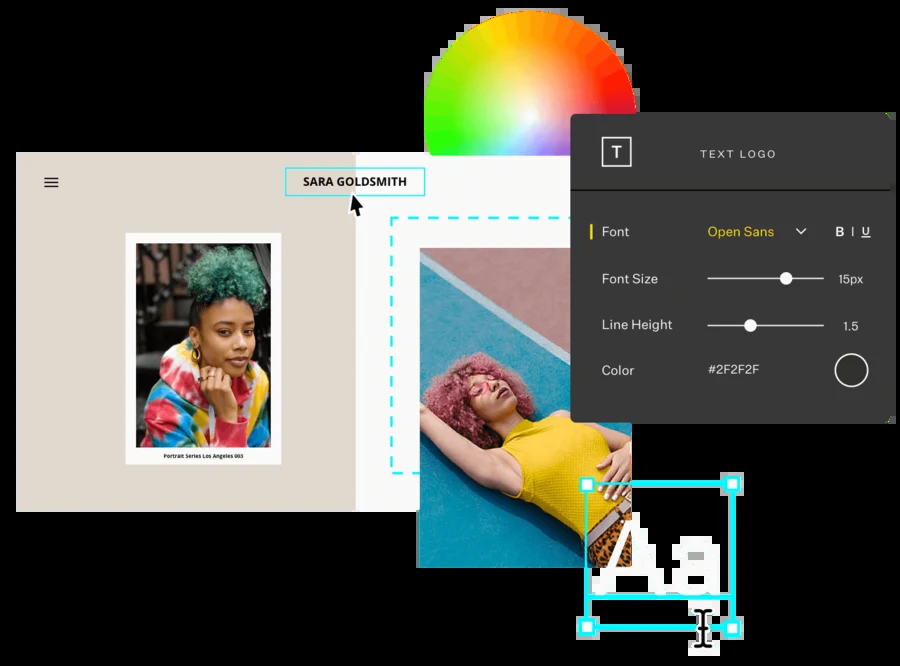 SARA GOLDSMITH
Portrait Series Los Angeles 003
T
TEXT LOGO
Font
Open Sans
B I U
Font Size
15px
Line Height
1.5
Color
#2F2F2F
Aa